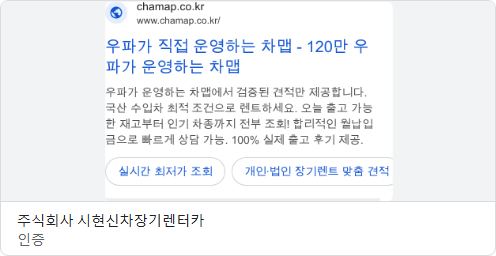 chamap.co.kr
www.chamap.co.kr/
우파가 직접 운영하는 차맵 - 120만 우
파가 운영하는 차맵
우파가 운영하는 차맵에서 검증된 견적만 제공합니다.
국산 수입차 최적 조건으로 렌트하세요. 오늘 출고 가능
한 재고부터 인기 차종까지 전부 조회! 합리적인 월납입
금으로 빠르게 상담 가능. 100% 실제 출고 후기 제공.
실시간 최저가 조회
개인·법인 장기렌트 맞춤 견적
주식회사 시현신차장기렌터카
인증